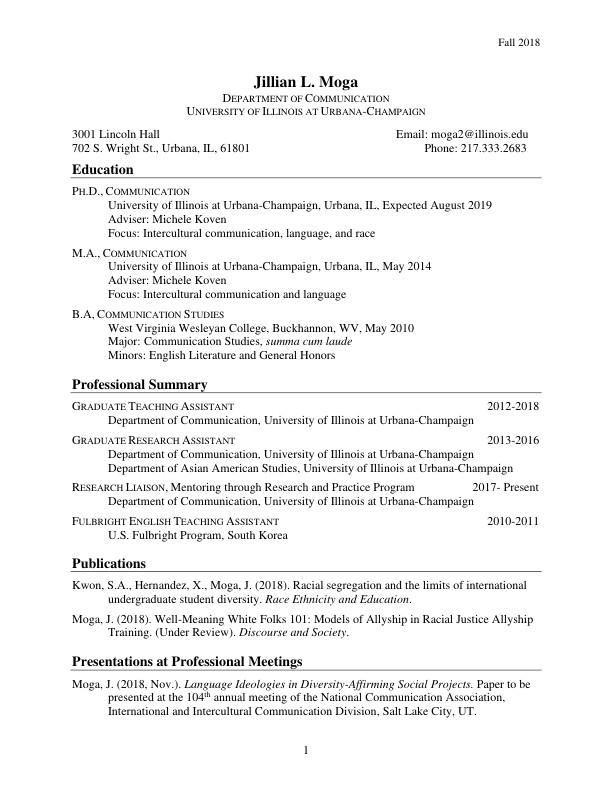 Fall 2018
Jillian L. Moga
DEPARTMENT OF COMMUNICATION
UNIVERSITY OF ILLINOIS AT URBANA-CHAMPAIGN
3001 Lincoln Hall Email: moga2@illinois.edu
702 S. Wright St., Urbana, IL, 61801 Phone: 217.333.2683
Education
PH.D., COMMUNICATION
University of Illinois at Urbana-Champaign, Urbana, IL, Expected August 2019
Adviser: Michele Koven
Focus: Intercultural communication, language, and race
M.A., COMMUNICATION
University of Illinois at Urbana-Champaign, Urbana, IL, May 2014
Adviser: Michele Koven
Focus: Intercultural communication and language
B.A, COMMUNICATION STUDIES
West Virginia Wesleyan College, Buckhannon, WV, May 2010
Major: Communication Studies, summa cum laude
Minors: English Literature and General Honors
Professional Summary
GRADUATE TEACHING ASSISTANT 2012-2018
Department of Communication, University of Illinois at Urbana-Champaign
GRADUATE RESEARCH ASSISTANT 2013-2016
Department of Communication, University of Illinois at Urbana-Champaign
Department of Asian American Studies, University of Illinois at Urbana-Champaign
RESEARCH LIAISON, Mentoring through Research and Practice Program 2017- Present
Department of Communication, University of Illinois at Urbana-Champaign
FULBRIGHT ENGLISH TEACHING ASSISTANT 2010-2011
U.S. Fulbright Program, South Korea
Publications
Kwon, S.A., Hernandez, X., Moga, J. (2018). Racial segregation and the limits of international
undergraduate student diversity. Race Ethnicity and Education.
Moga, J. (2018). Well-Meaning White Folks 101: Models of Allyship in Racial Justice Allyship
Training. (Under Review). Discourse and Society.
Presentations at Professional Meetings
Moga, J. (2018, Nov.). Language Ideologies in Diversity-Affirming Social Projects. Paper to be
presented at the 104th annual meeting of the National Communication Association,
International and Intercultural Communication Division, Salt Lake City, UT.
1